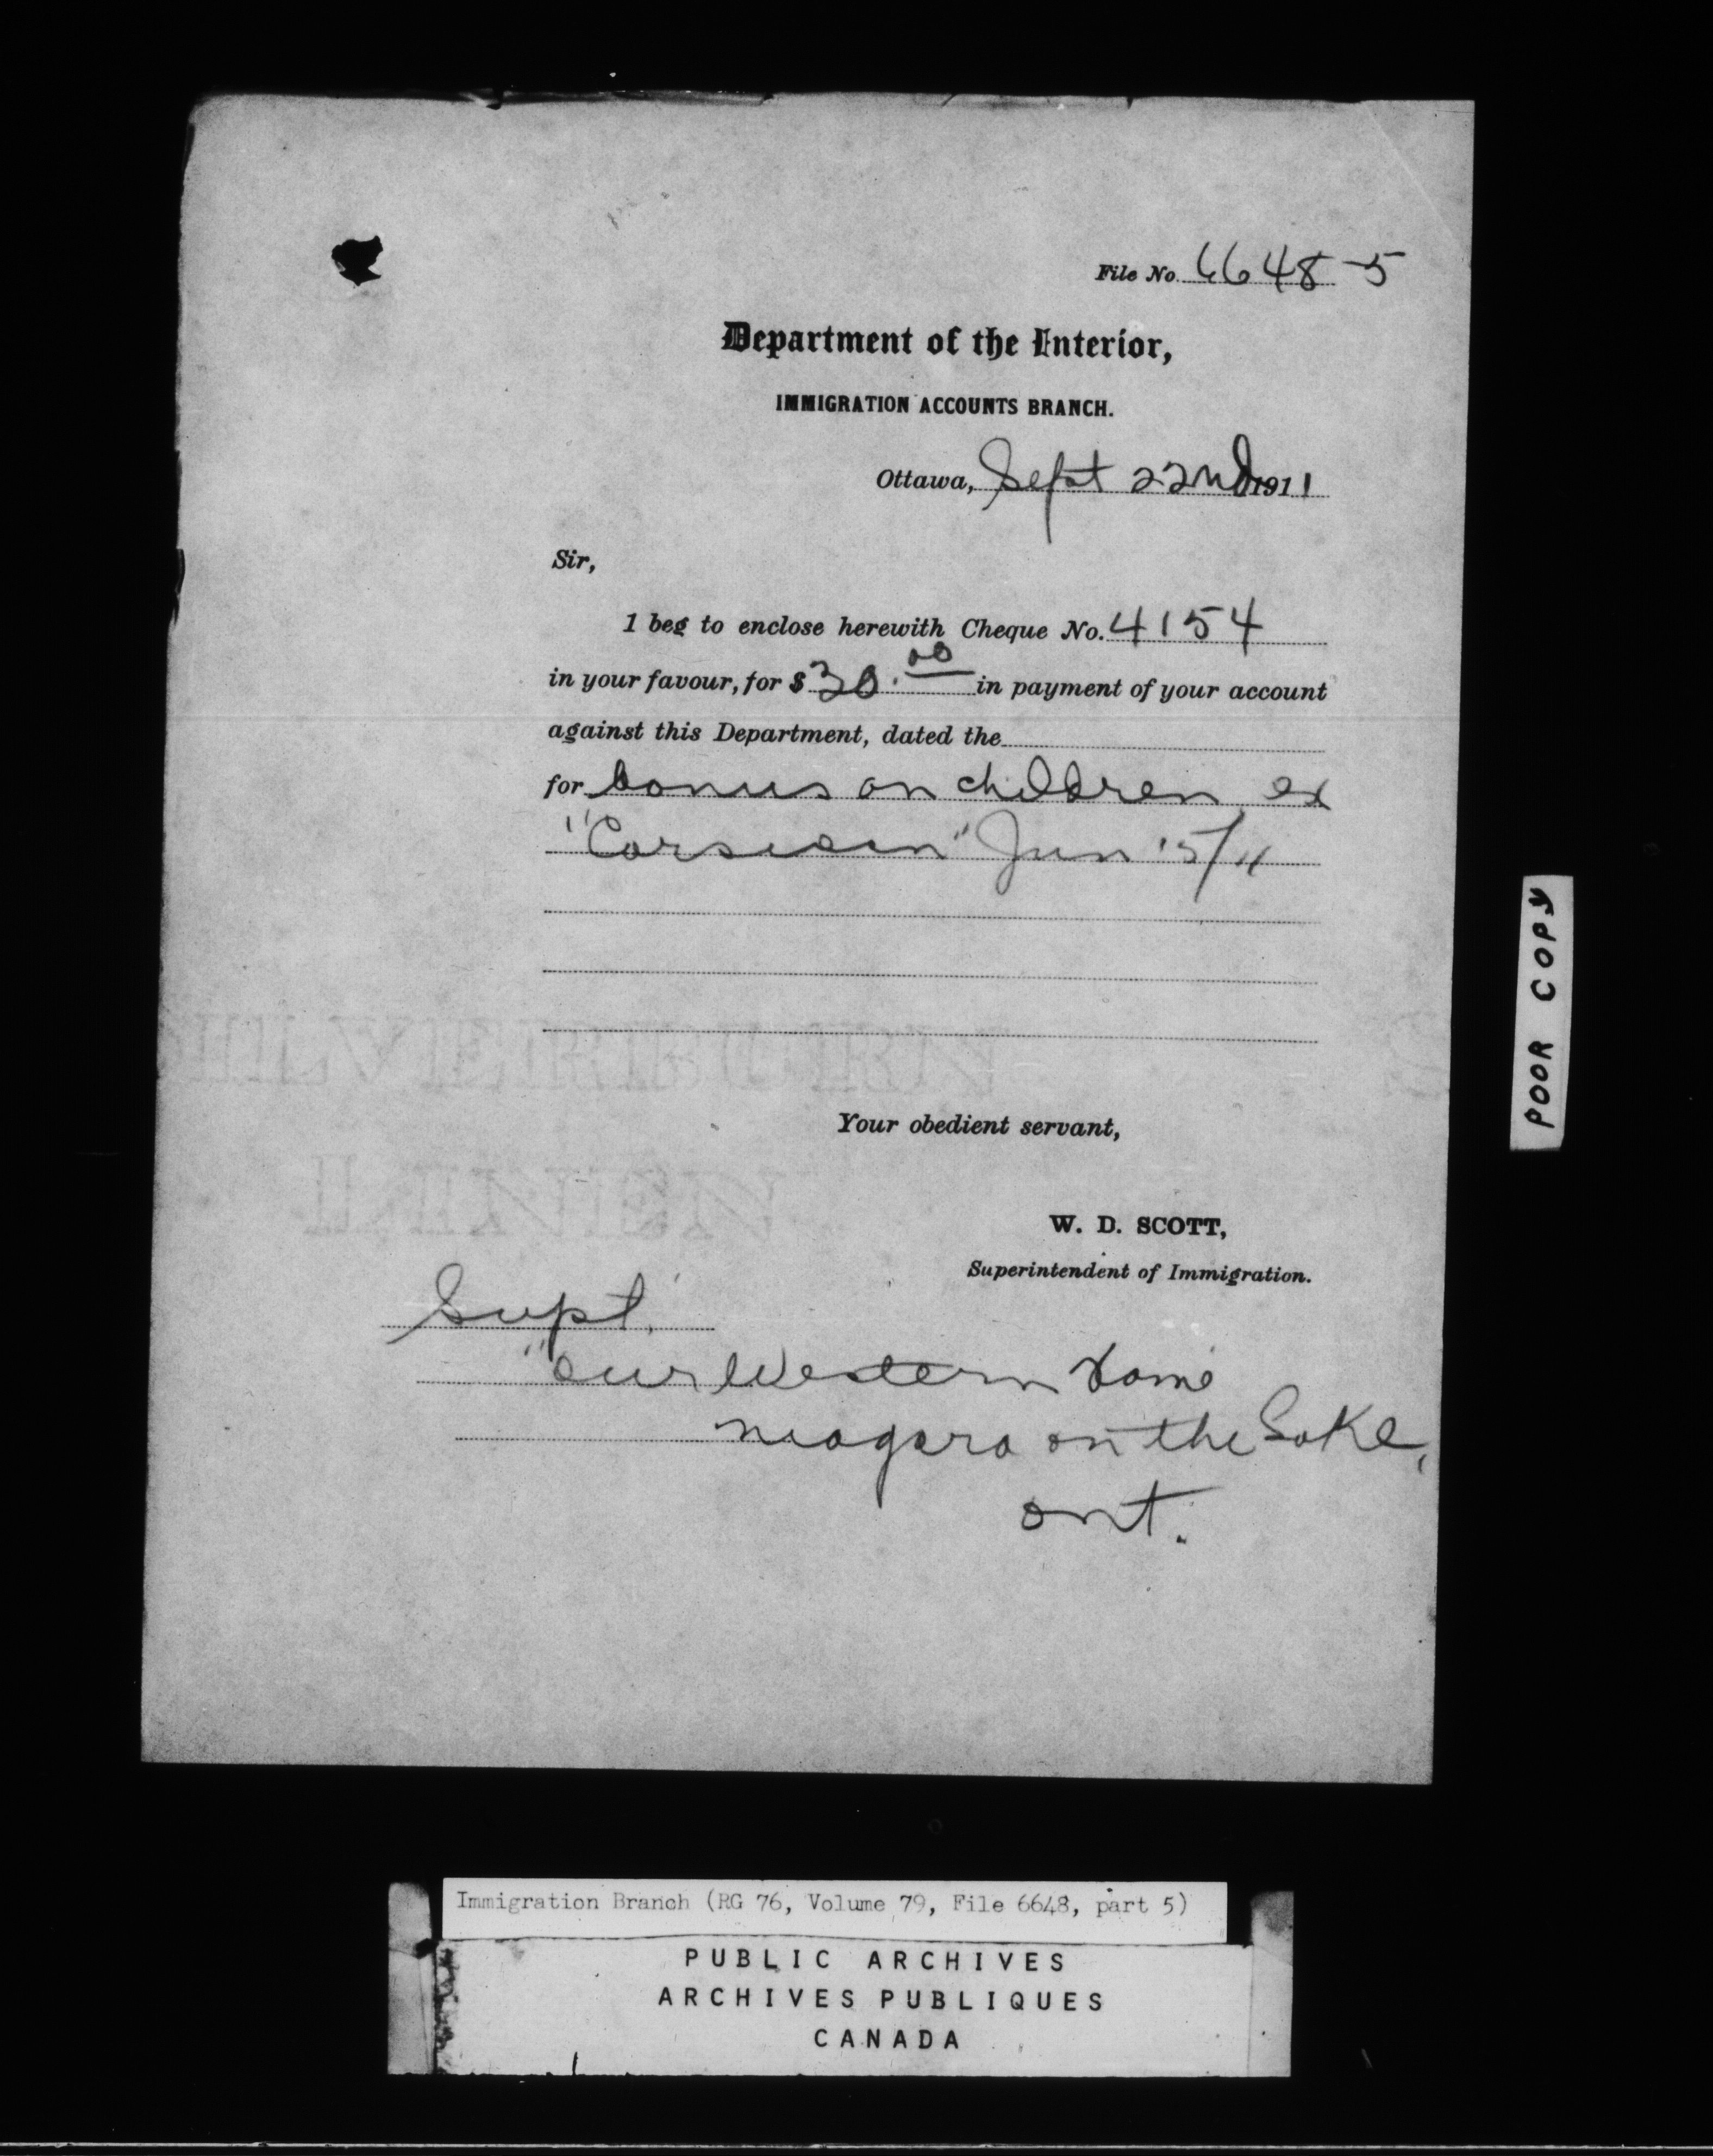 File No. 6648-5
Department of the Interior,
IMMIGRATION ACCOUNTS BRANCH.
Ottawa, Sept 22nd 1911
Sir,
I beg to enclose herewith Cheque No. 4154
in your favour, for $ 30.00 in payment of your account
against this Department, dated the
for bonus on children ex
"Corsican" Jun 15/11
Your obedient servant,
W. D. SCOTT,
Superintendent of Immigration.
Supt.
"Our Western Home
Niagara on the Lake,
Ont.
POOR COPY
Immigration Branch (RG 76, Volume 79, File 6648, part 5)
PUBLIC ARCHIVES
ARCHIVES PUBLIQUES
CANADA